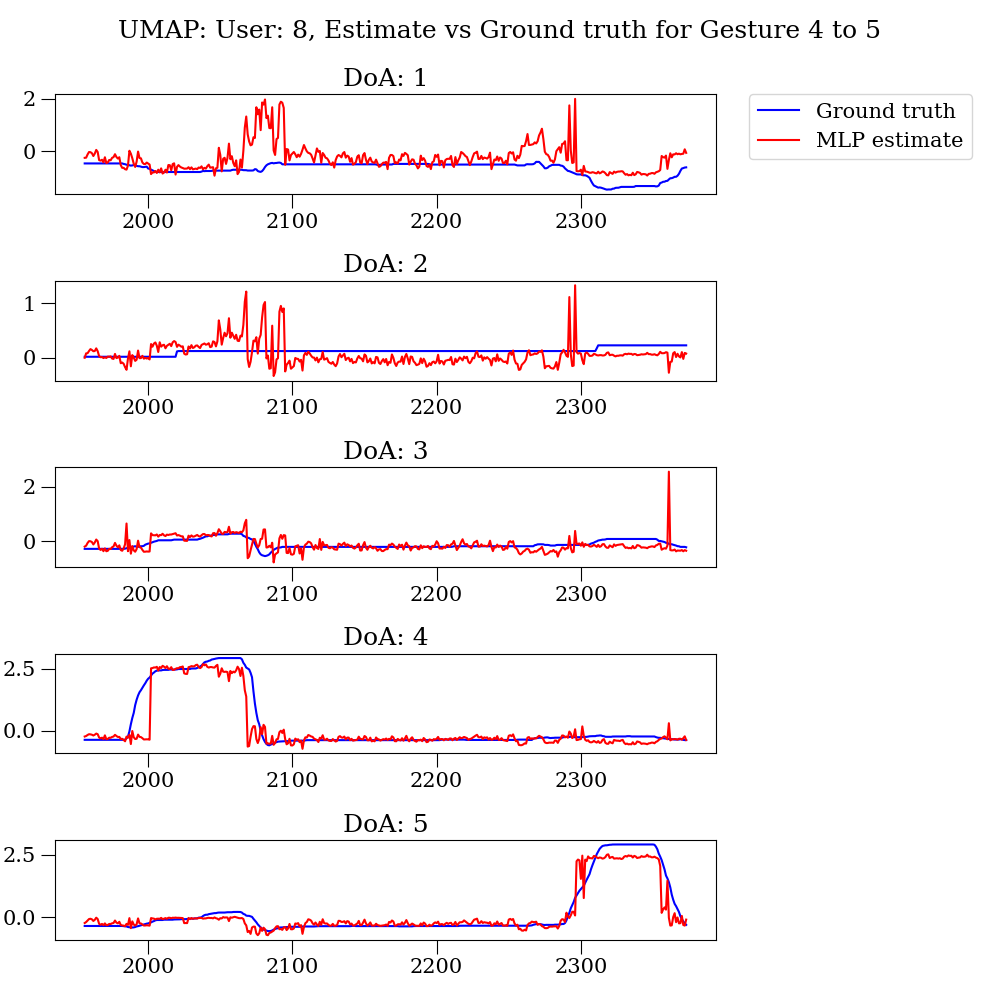 UMAP: User: 8, Estimate vs Ground truth for Gesture 4 to 5
DoA: 1
Ground truth
MLP estimate
2
0
2000 2100 2200 2300
DoA: 2
1
0
2000 2100 2200 2300
DoA: 3
2
0
2000 2100 2200 2300
DoA: 4
2.5
0.0
2000 2100 2200 2300
DoA: 5
2.5
0.0
2000 2100 2200 2300